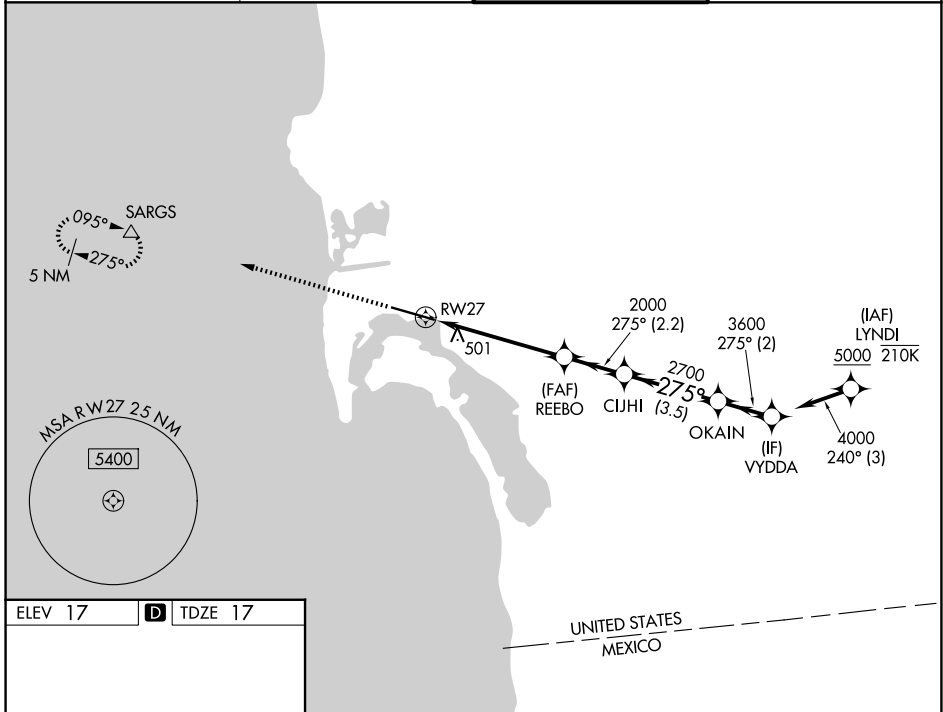 SARGS
095°
275°
5 NM
RW27
501
2000
275° (2.2)
3600
275° (2)
(IAF)
LYNDI
5000 210K
(FAF)
REEBO
CIJHI
2700
275°
(3.5)
OKAIN
(IF)
VYDDA
4000
240° (3)
MSA RW27 25 NM
5400
ELEV 17 D TDZE 17
UNITED STATES
MEXICO